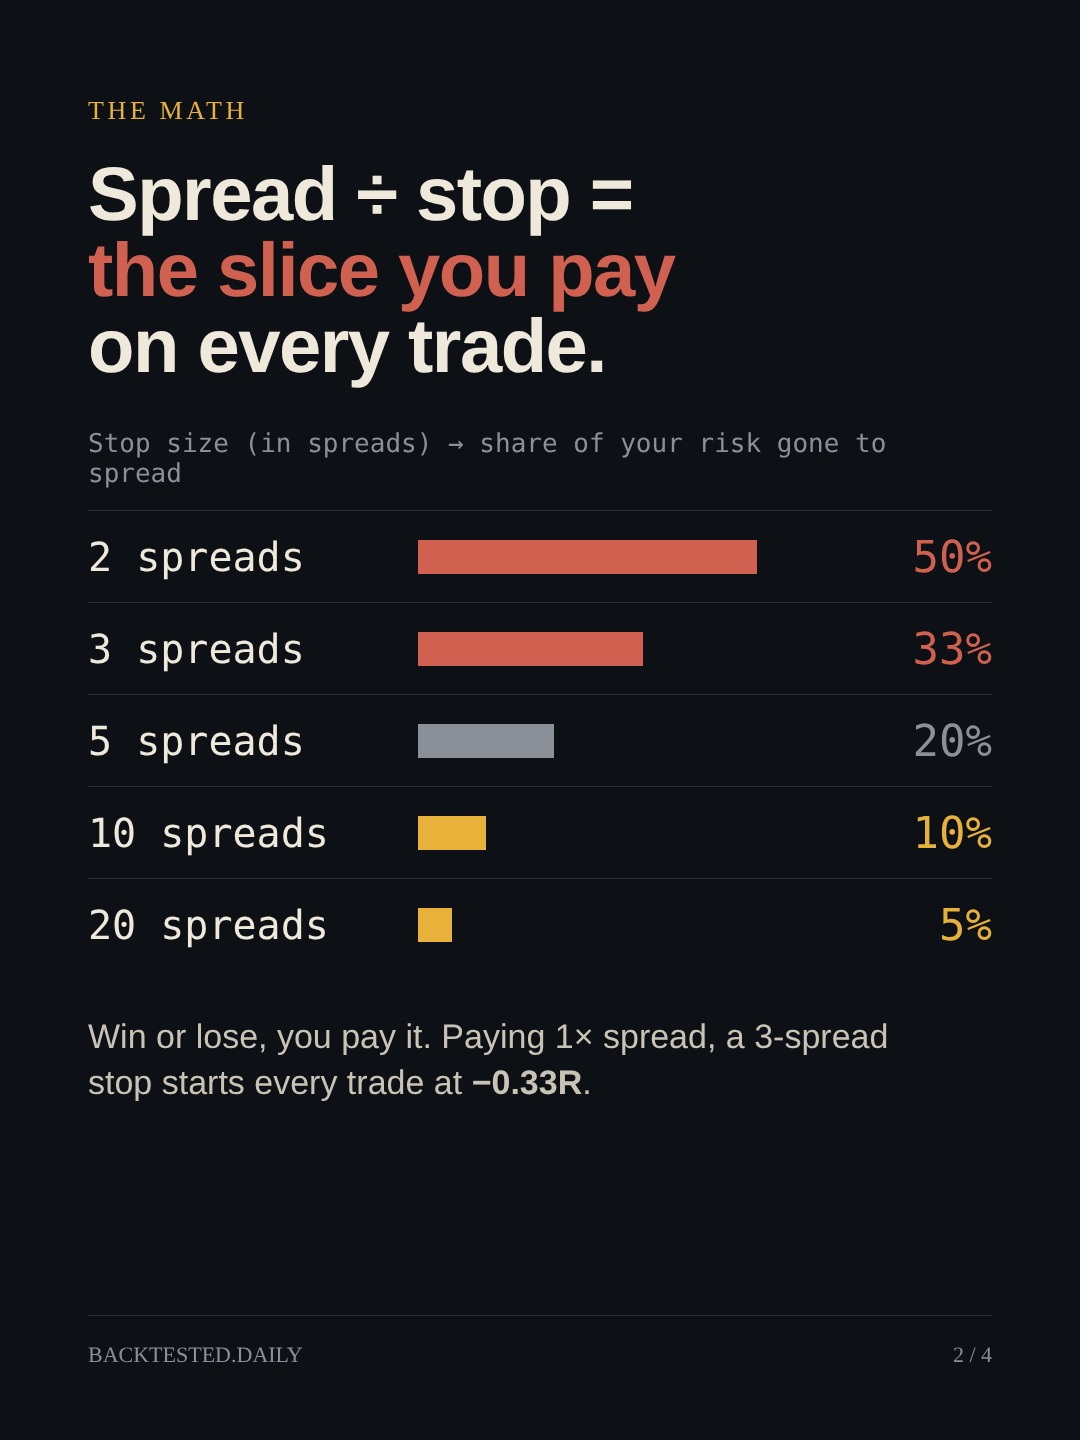 THE MATH
Spread ÷ stop =
the slice you pay
on every trade.
Stop size (in spreads) → share of your risk gone to
spread
2 spreads 50%
3 spreads 33%
5 spreads 20%
10 spreads 10%
20 spreads 5%
Win or lose, you pay it. Paying 1× spread, a 3-spread
stop starts every trade at −0.33R.
BACKTESTED.DAILY 2 / 4